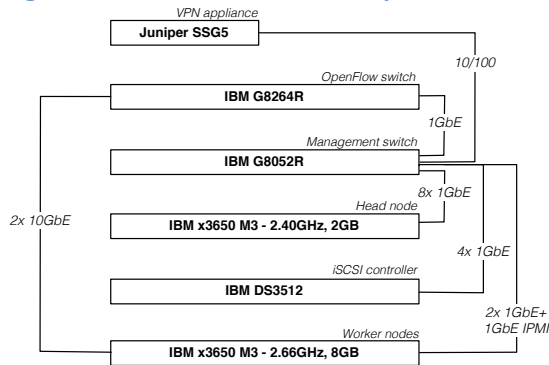 VPN appliance
Juniper SSG5
10/100
OpenFlow switch
IBM G8264R
1GbE
Management switch
IBM G8052R
8x 1GbE
Head node
2x 10GbE
IBM x3650 M3 - 2.40GHz, 2GB
4x 1GbE
iSCSI controller
IBM DS3512
2x 1GbE+
1GbE IPMI
Worker nodes
IBM x3650 M3 - 2.66GHz, 8GB